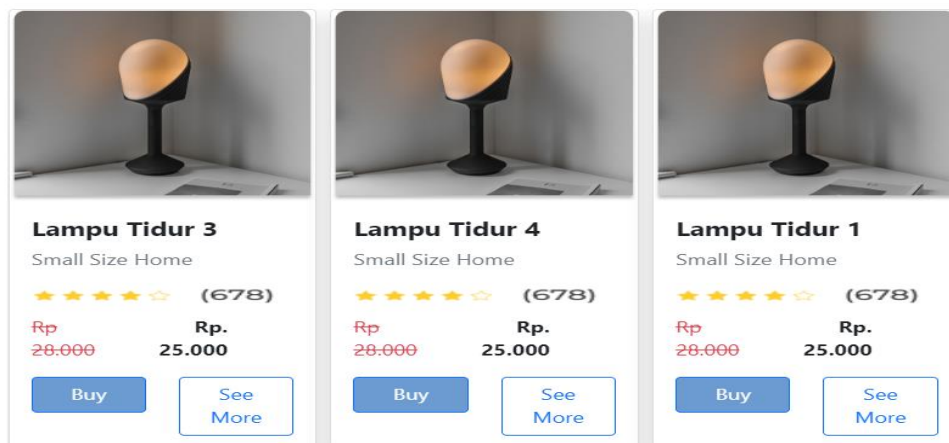 Lampu Tidur 3
Small Size Home
(678)
Rp Rp.
28.000 25.000
Buy See
More
Lampu Tidur 4
Small Size Home
(678)
Rp Rp.
28.000 25.000
Buy See
More
Lampu Tidur 1
Small Size Home
(678)
Rp Rp.
28.000 25.000
Buy See
More